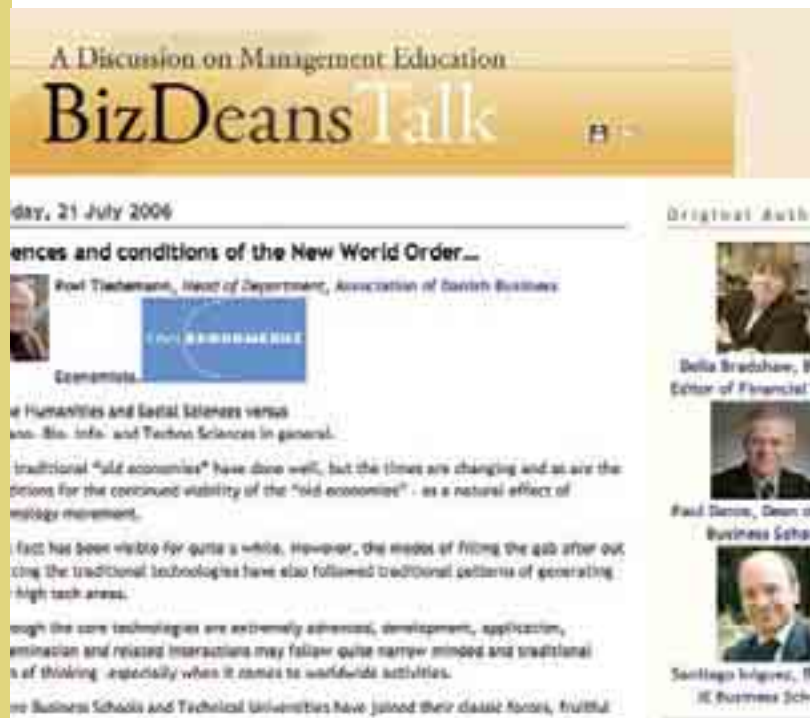 A Discussion on Management Education
BizDeansTalk
day, 21 July 2006
ences and conditions of the New World Order...
Tiedemann, Head of Department, Association of Danish Business
Economists.
e Humanities and Social Sciences versus
ano- Bio- Info- and Techno Sciences in general.
traditional "old economies" have done well, but the times are changing and so are the
ditions for the continued viability of the "old economies" - as a natural effect of
nology movement.
fact has been visible for quite a while. However, the modes of filling the gab after out
cing the traditional technologies have also followed traditional patterns of generating
high tech areas.
ough the core technologies are extremely advanced, development, application,
emination and related interactions may follow quite narrow minded and traditional
s of thinking -especially when it comes to worldwide activities.
re Business Schools and Technical Universities have joined their classic forces, fruitful
Original Auth
Della Bradshaw, B
Editor of Financial
Paul Danos, Dean o
Business Scho
Santiago Iniguez,
IE Business Sch